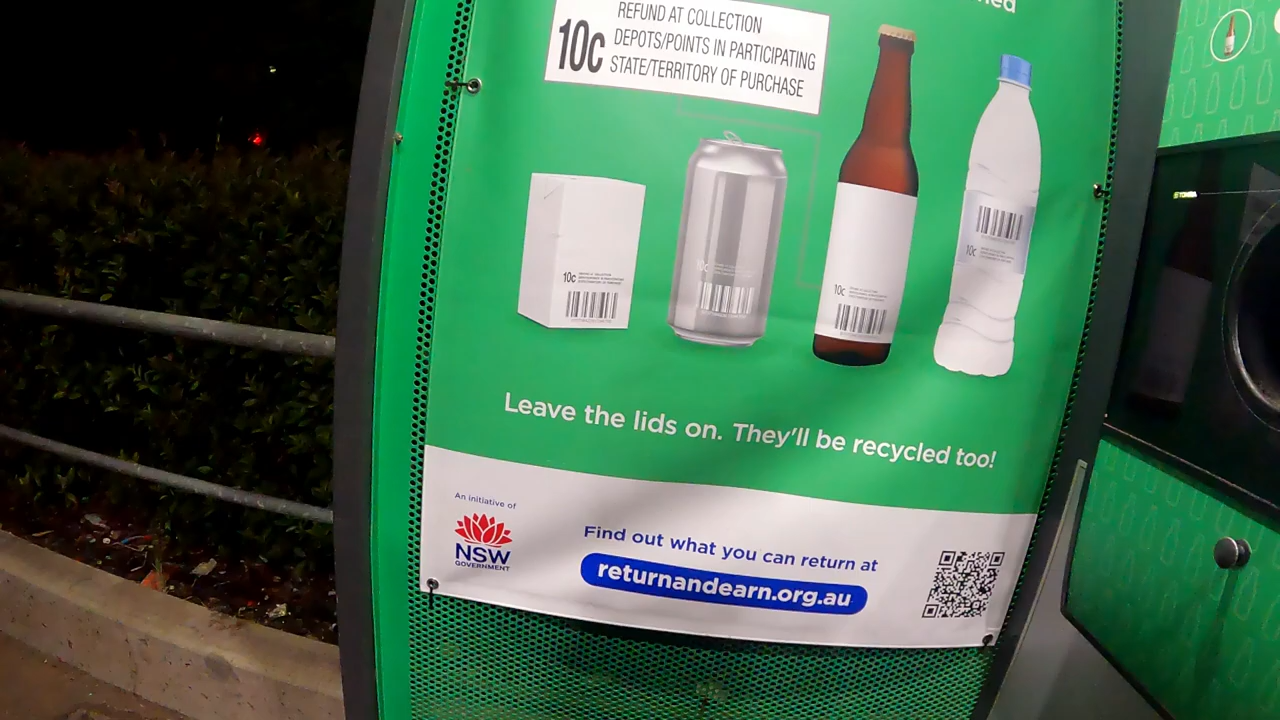 REFUND AT COLLECTION
10c DEPOTS/POINTS IN PARTICIPATING
STATE/TERRITORY OF PURCHASE
10c
10c
10c
10c
Leave the lids on. They'll be recycled too!
An initiative of
NSW
GOVERNMENT
Find out what you can return at
returnandearn.org.au